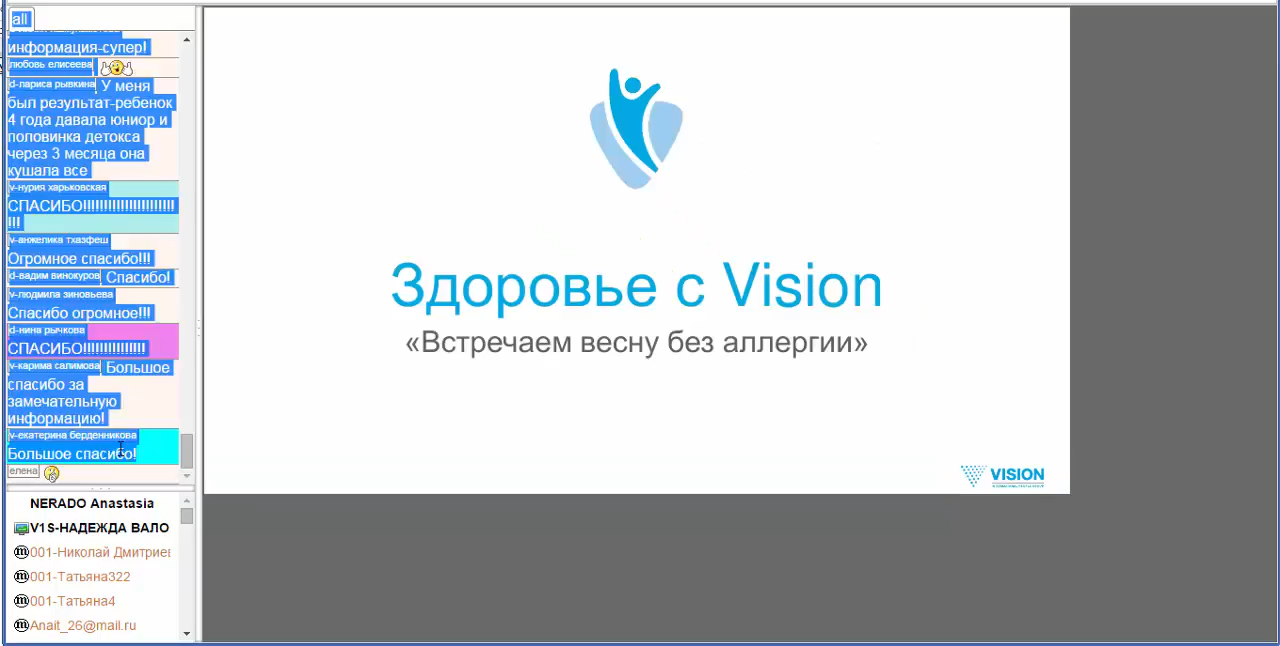 all
информация-супер!
любовь елисеева
d-лариса рывкина У меня
был результат-ребенок
4 года давала юниор и
половинка детокса
через 3 месяца она
кушала все
v-нурия харьковская
СПАСИБО!!!!!!!!!!!!!!!!!!!!!!
!!!
v-анжелика тхазфеш
Огромное спасибо!!!
d-вадим винокуров Спасибо!
v-людмила зиновьева
Спасибо огромное!!!
d-нина рычкова
СПАСИБО!!!!!!!!!!!!!!!
v-карима салимова Большое
спасибо за
замечательную
информацию!
v-екатерина берденникова
Большое спасибо!
елена
NERADO Anastasia
V1S-НАДЕЖДА ВАЛО
001-Николай Дмитрие
001-Татьяна322
001-Татьяна4
Anait_26@mail.ru
Здоровье с Vision
«Встречаем весну без аллергии»
VISION